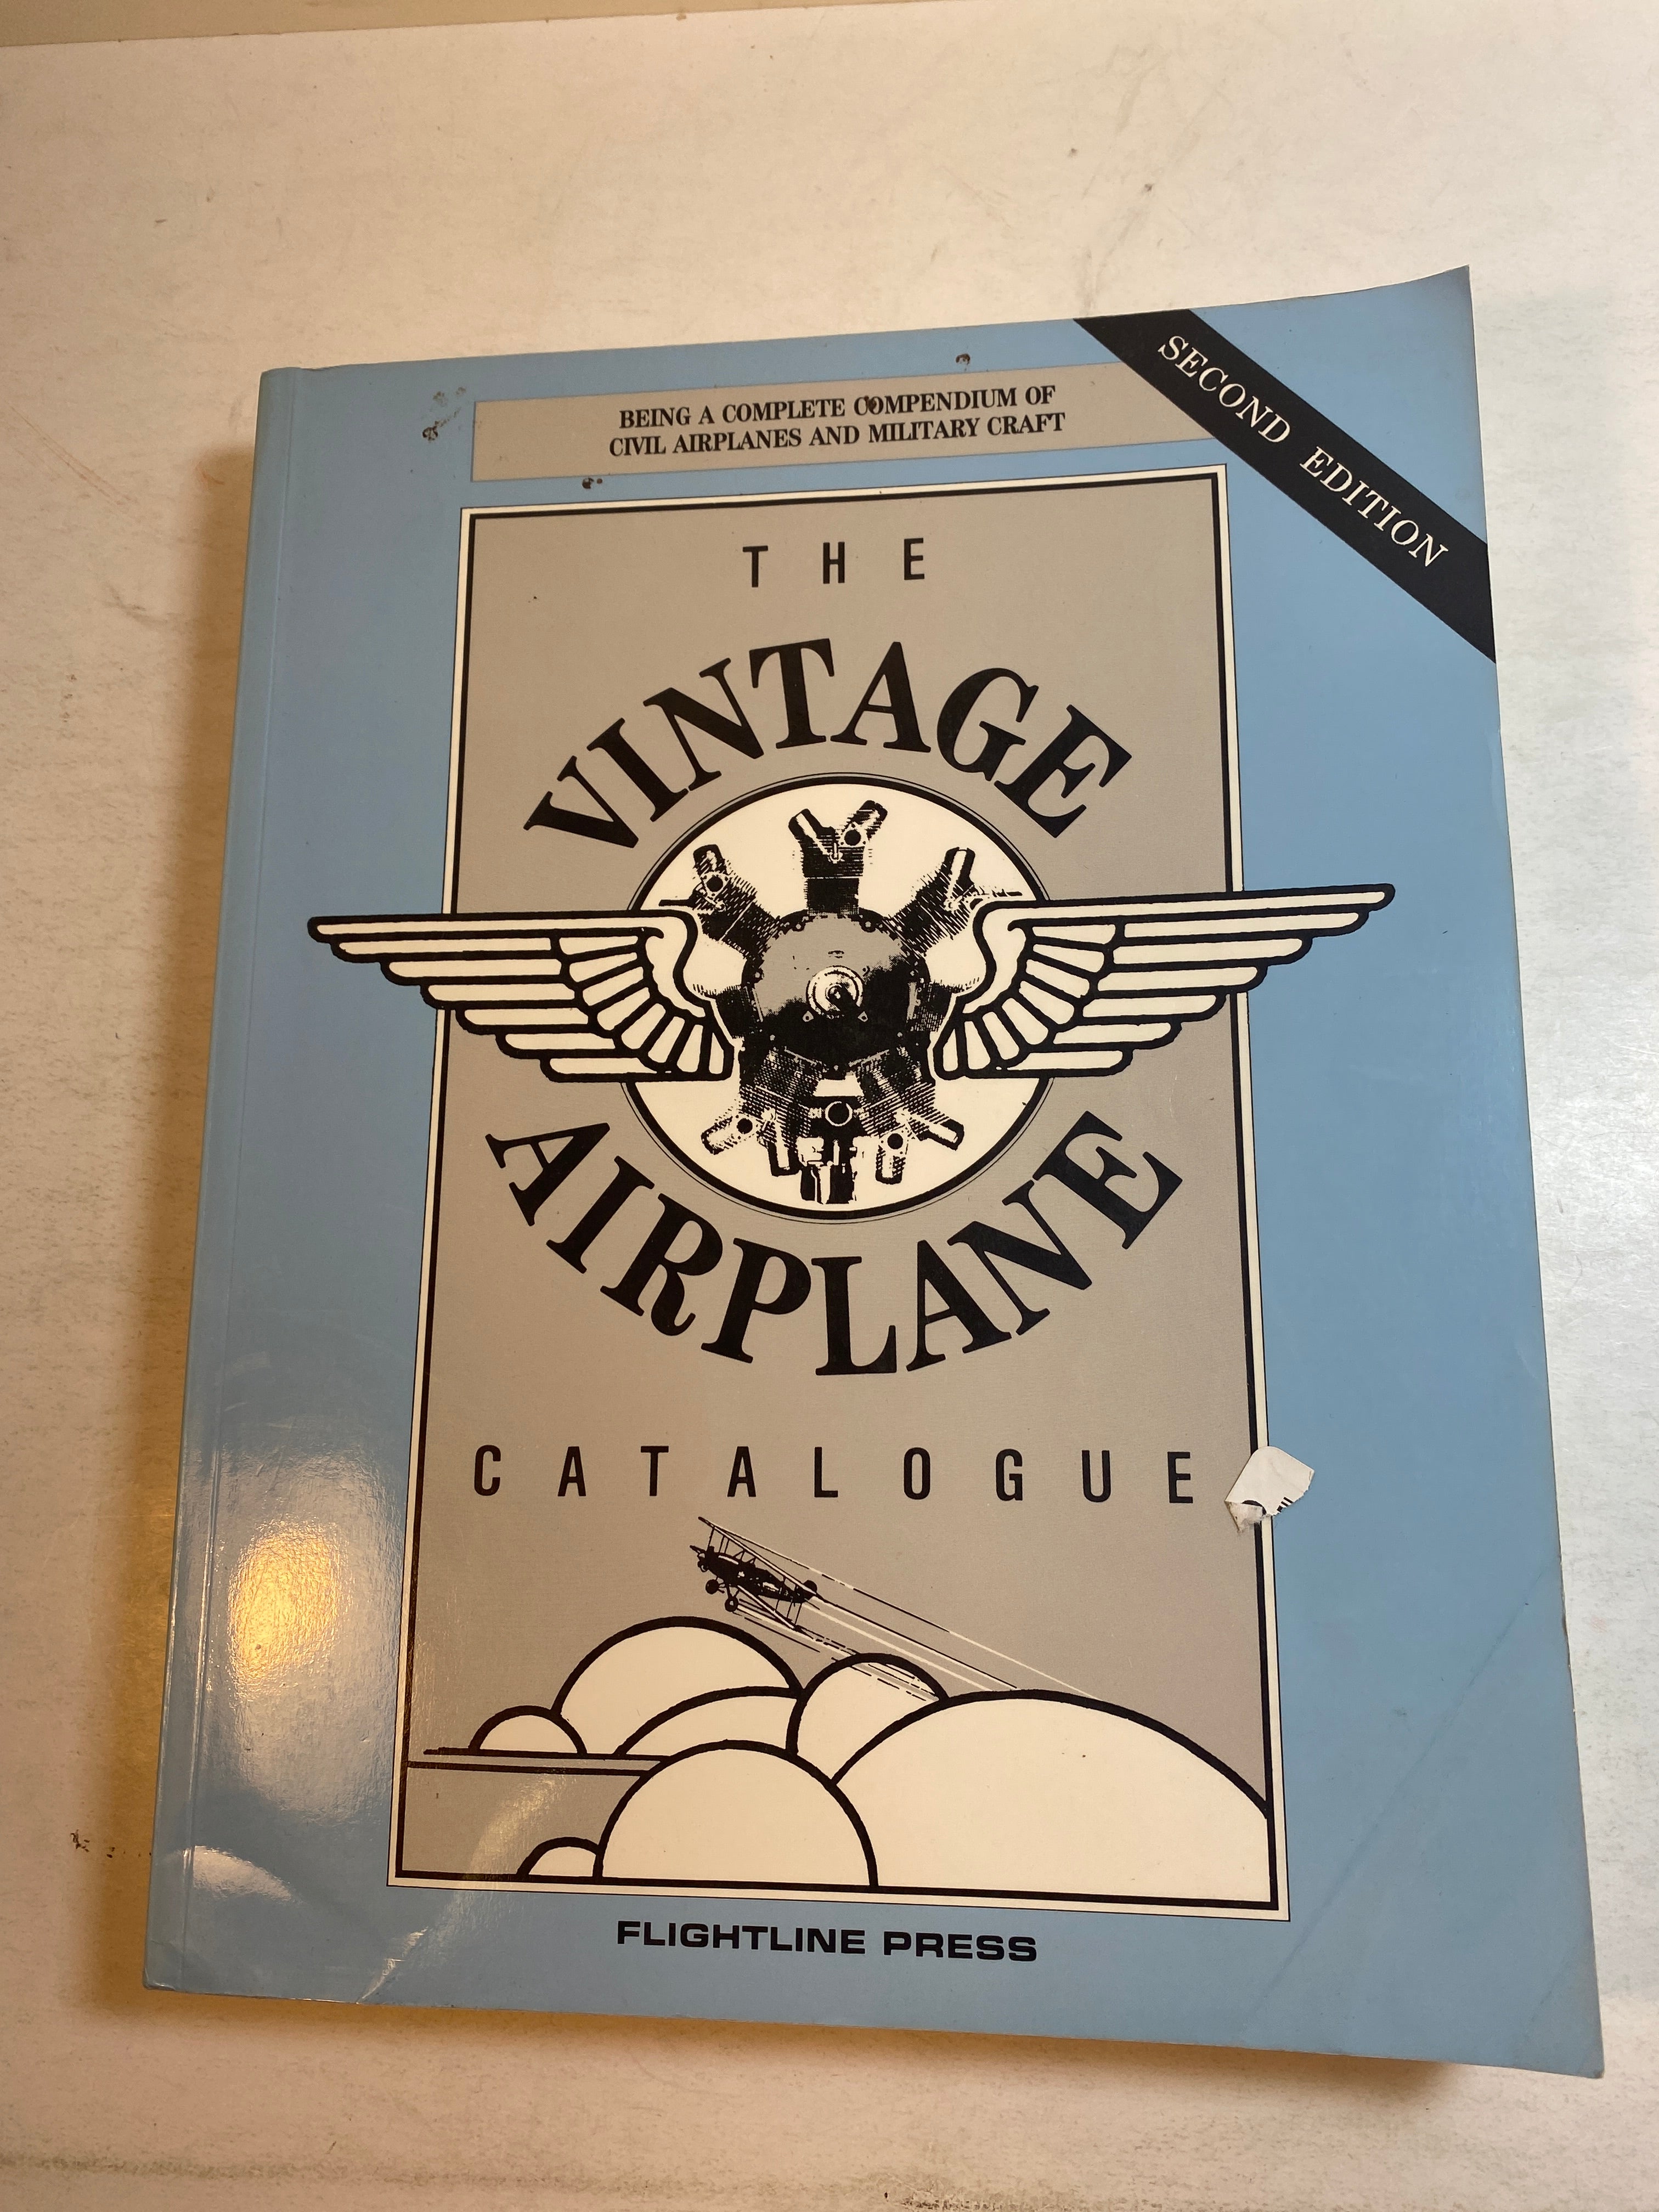 BEING A COMPLETE COMPENDIUM OF
CIVIL AIRPLANES AND MILITARY CRAFT
SECOND EDITION
THE
VINTAGE
AIRPLANE
CATALOGUE
FLIGHTLINE PRESS